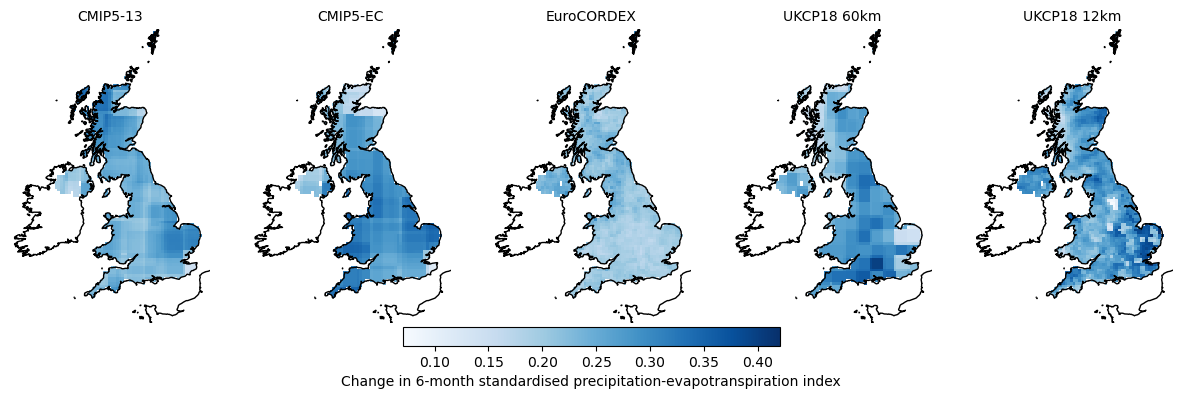 CMIP5-13 CMIP5-EC EuroCORDEX UKCP18 60km UKCP18 12km
0.10 0.15 0.20 0.25 0.30 0.35 0.40
Change in 6-month standardised precipitation-evapotranspiration index